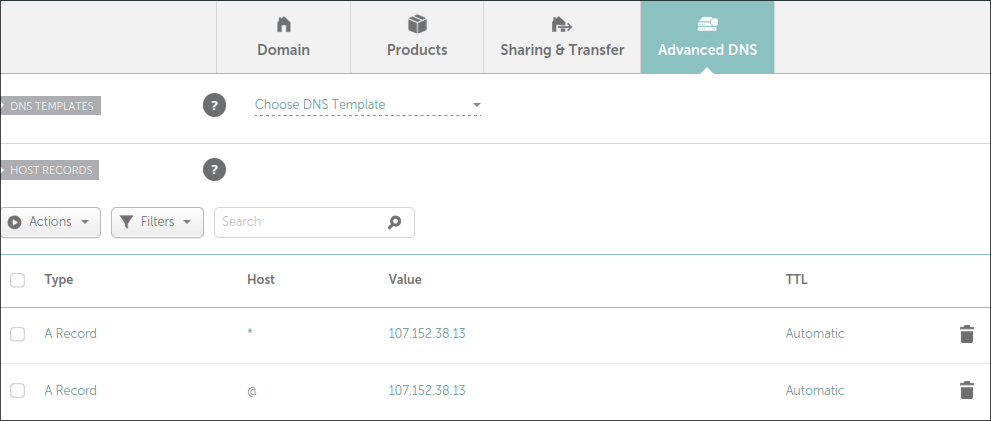 Domain Products Sharing & Transfer Advanced DNS
DNS TEMPLATES ? Choose DNS Template
HOST RECORDS ?
Actions Filters Search
Type Host Value TTL
A Record * 107.152.38.13 Automatic
A Record @ 107.152.38.13 Automatic